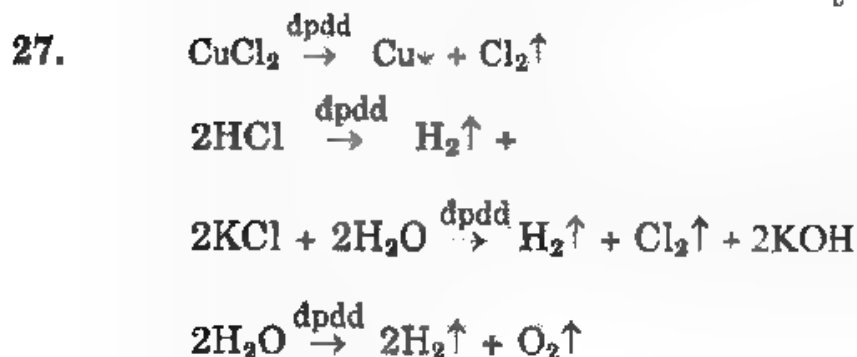 27. CuCl₂ dpdd → Cu + Cl₂↑
2HCl dpdd → H₂↑ +
2KCl + 2H₂O dpdd → H₂↑ + Cl₂↑ + 2KOH
2H₂O dpdd → 2H₂↑ + O₂↑